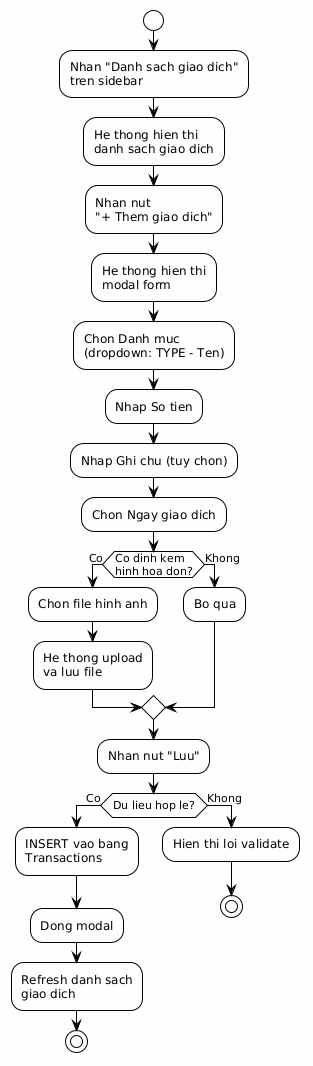 Nhan "Danh sach giao dich"
tren sidebar
He thong hien thi
danh sach giao dich
Nhan nut
"+ Them giao dich"
He thong hien thi
modal form
Chon Danh muc
(dropdown: TYPE - Ten)
Nhap So tien
Nhap Ghi chu (tuy chon)
Chon Ngay giao dich
Co
Co dinh kem
hinh hoa don?
Khong
Chon file hinh anh
Bo qua
He thong upload
va luu file
Nhan nut "Luu"
Co
Du lieu hop le?
Khong
INSERT vao bang
Transactions
Hien thi loi validate
Dong modal
Refresh danh sach
giao dich